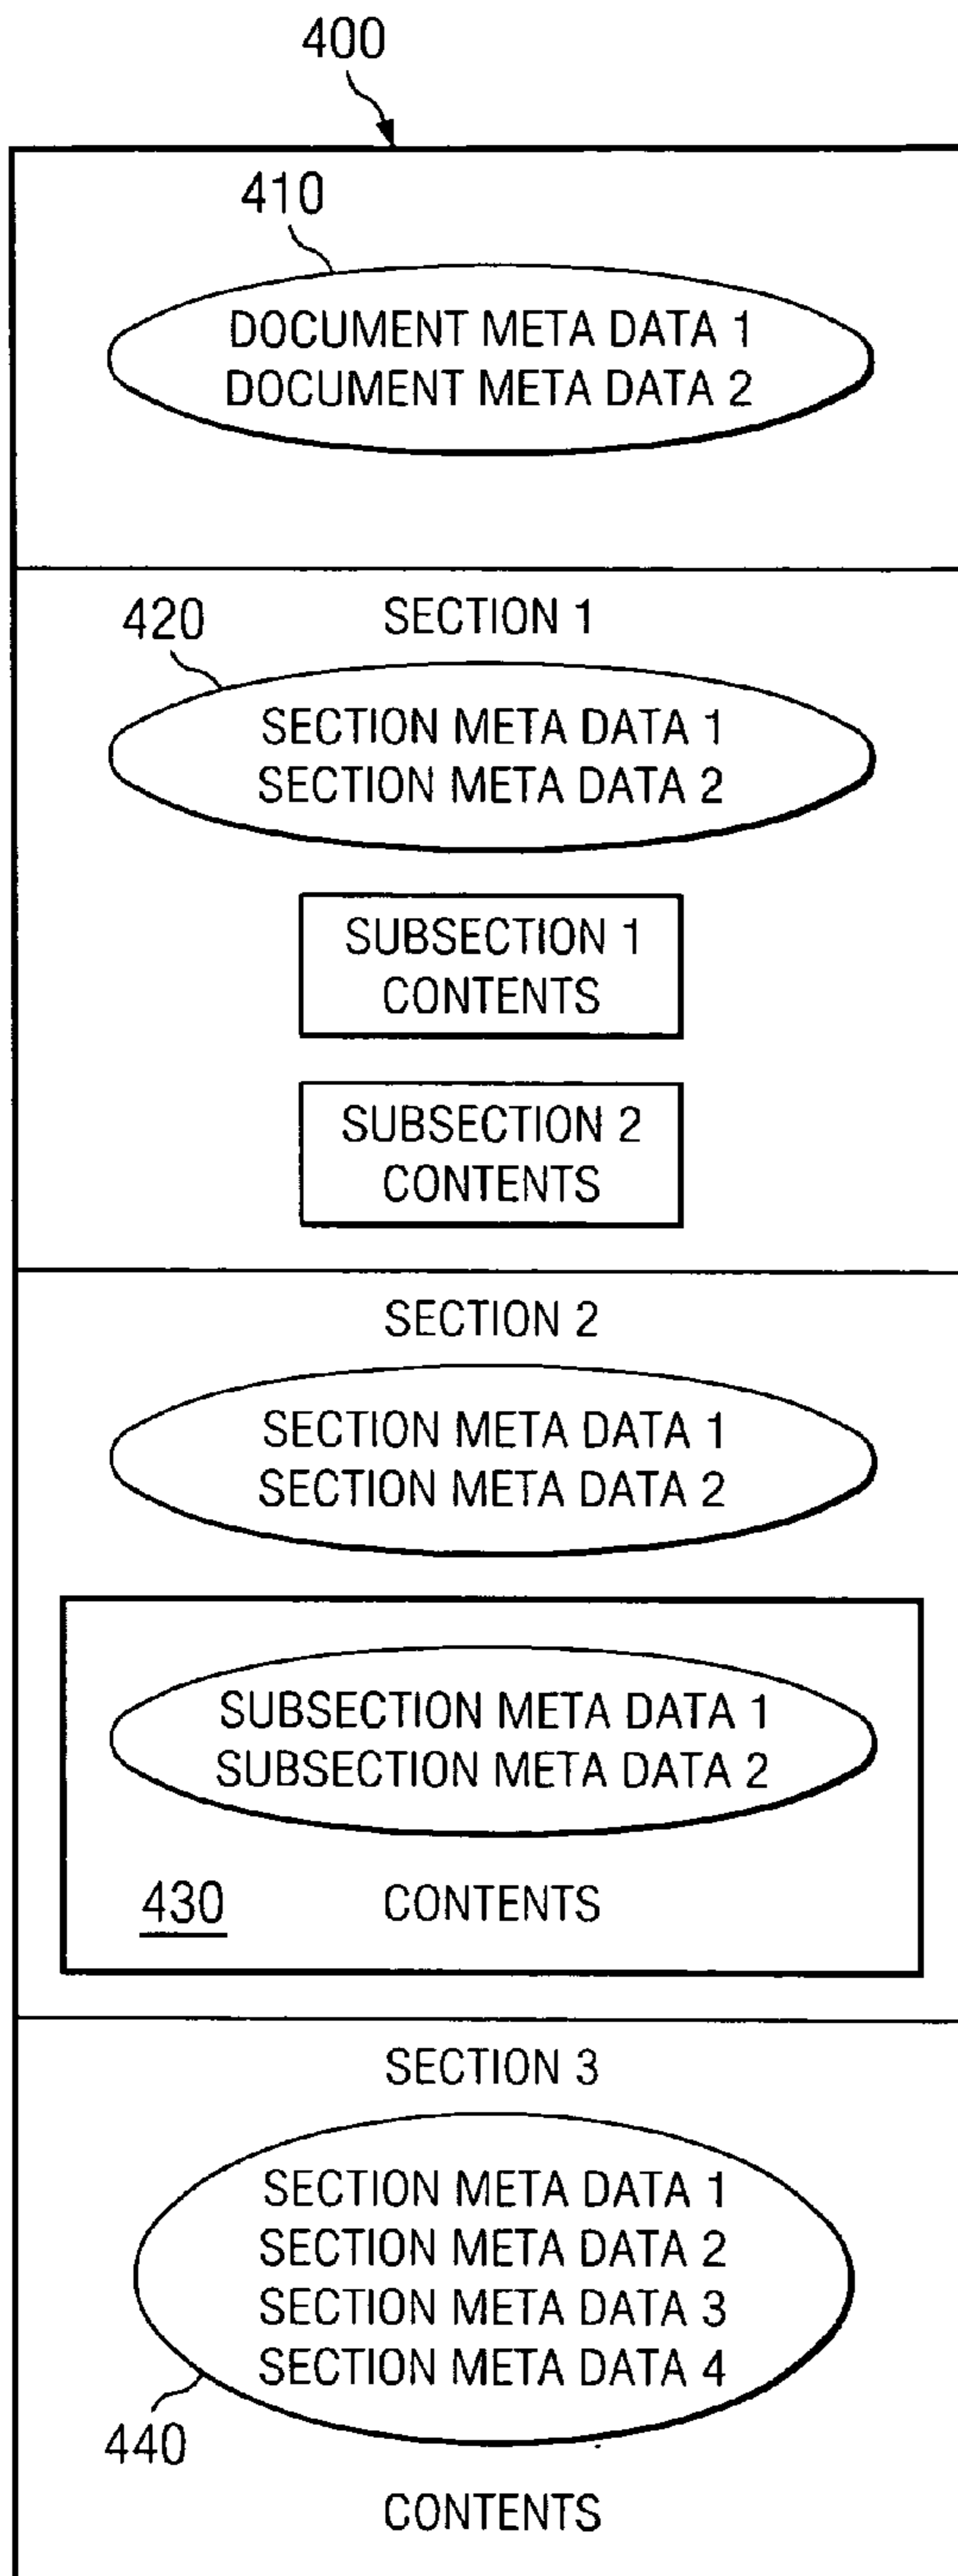 400
410
DOCUMENT META DATA 1
DOCUMENT META DATA 2
420
SECTION 1
SECTION META DATA 1
SECTION META DATA 2
SUBSECTION 1
CONTENTS
SUBSECTION 2
CONTENTS
SECTION 2
SECTION META DATA 1
SECTION META DATA 2
SUBSECTION META DATA 1
SUBSECTION META DATA 2
430
CONTENTS
SECTION 3
SECTION META DATA 1
SECTION META DATA 2
SECTION META DATA 3
SECTION META DATA 4
440
CONTENTS